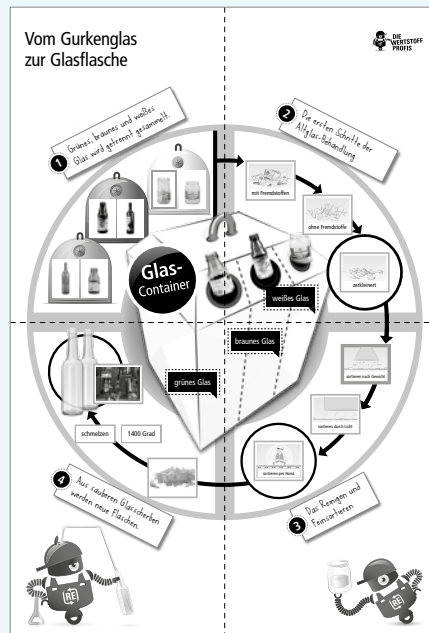 Vom Gurkenglas
zur Glasflasche
DIE
WERTSTOFF
PROFIS
1
Grünes, braunes und weißes
Glas wird getrennt gesammelt.
2
Die ersten Schritte der
Altglas-Behandlung
mit Fremdstoffen
ohne Fremdstoffe
zerkleinert
Glas-
Container
weißes Glas
braunes Glas
grünes Glas
sortieren nach Gewicht
sortieren durch Licht
sortieren per Hand
schmelzen
1400 Grad
4
Aus sauberen Glasscherben
werden neue Flaschen.
3
Das Reinigen und
Feinsortieren
RE
RE